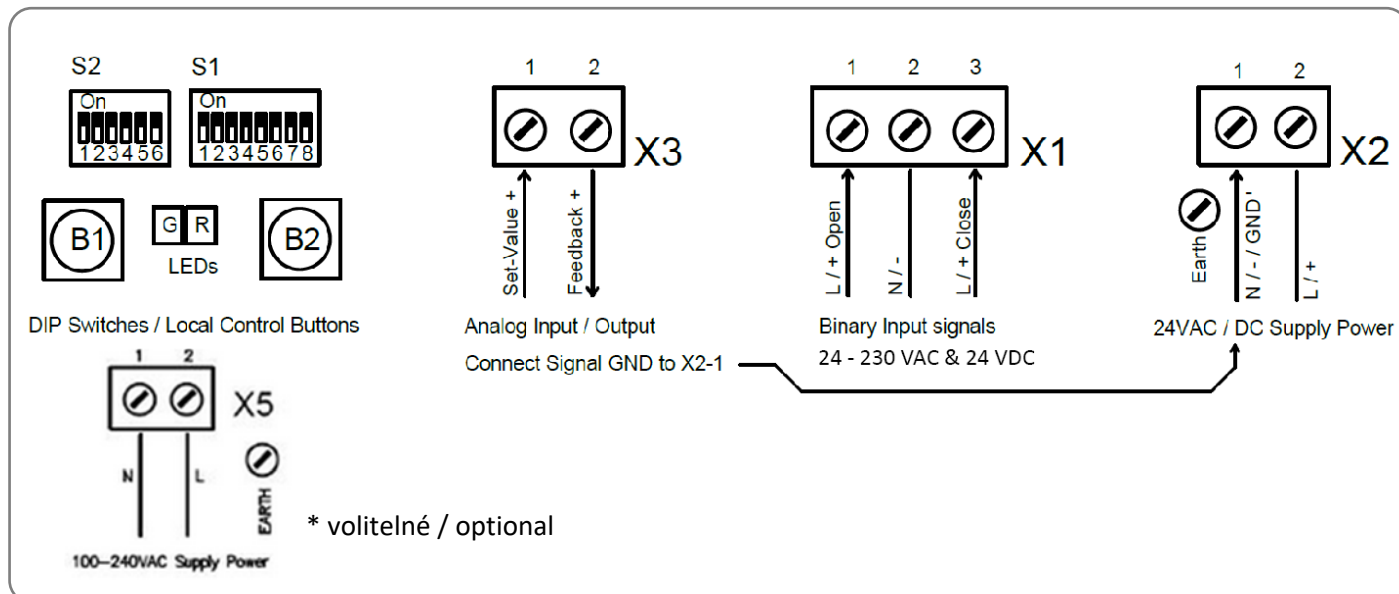 S2 S1
On On
123456 12345678
B1 G R B2
LEDs
DIP Switches / Local Control Buttons
1 2
X3
Set-Value +
Feedback +
Analog Input / Output
Connect Signal GND to X2-1
1 2 3
X1
L / + Open
N / -
L / + Close
Binary Input signals
24 - 230 VAC & 24 VDC
1 2
X2
Earth
N / - / GND'
L / +
24VAC / DC Supply Power
1 2
X5
N L
EARTH
100-240VAC Supply Power
* volitelné / optional